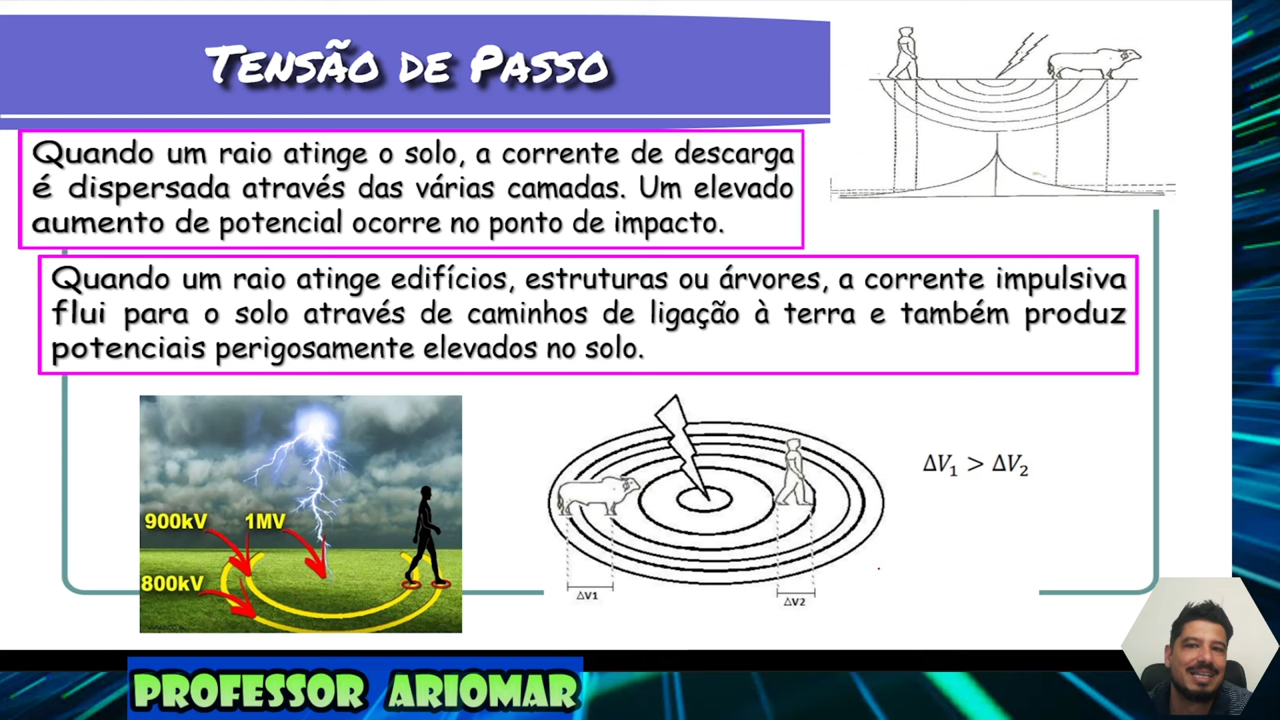 Tensão de Passo
Quando um raio atinge o solo, a corrente de descarga
é dispersada através das várias camadas. Um elevado
aumento de potencial ocorre no ponto de impacto.
Quando um raio atinge edifícios, estruturas ou árvores, a corrente impulsiva
flui para o solo através de caminhos de ligação à terra e também produz
potenciais perigosamente elevados no solo.
900kV 1MV
800kV
ΔV1
ΔV2
ΔV₁ > ΔV₂
PROFESSOR ARIOMAR